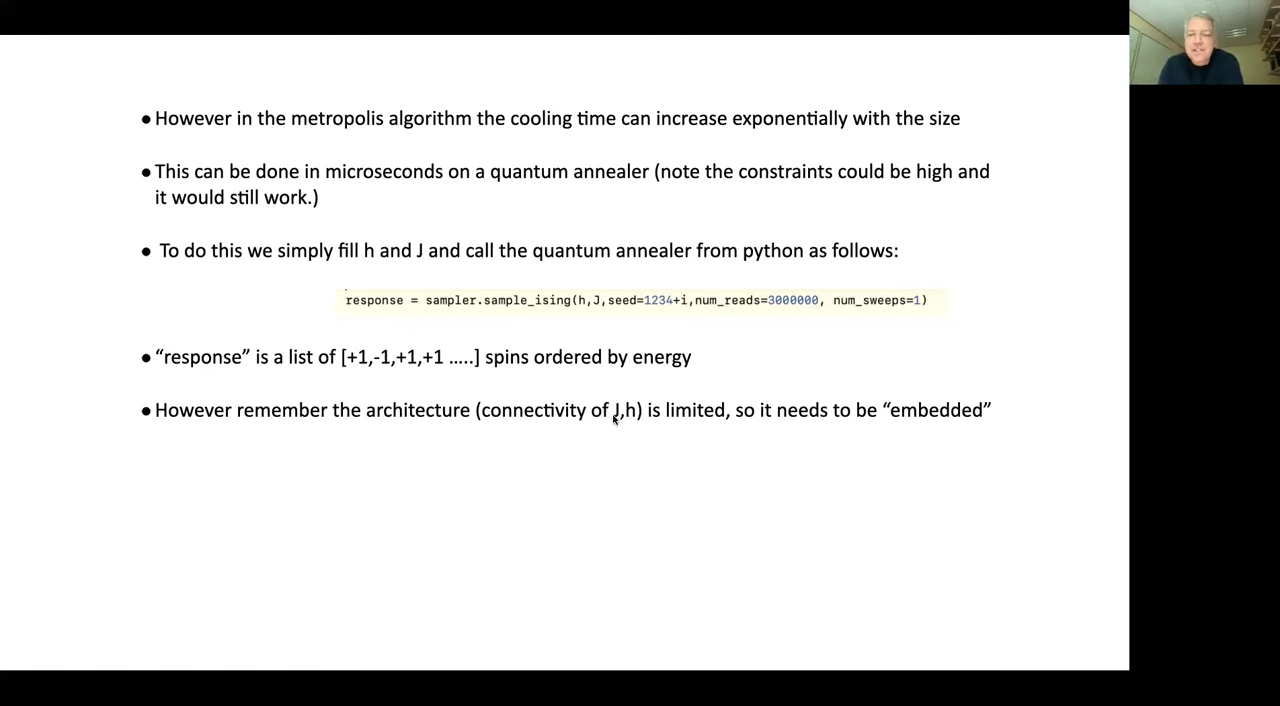 ●However in the metropolis algorithm the cooling time can increase exponentially with the size
●This can be done in microseconds on a quantum annealer (note the constraints could be high and
it would still work.)
● To do this we simply fill h and J and call the quantum annealer from python as follows:
response = sampler.sample_ising(h,J,seed=1234+i,num_reads=3000000, num_sweeps=1)
●“response” is a list of [+1,-1,+1,+1 …..] spins ordered by energy
●However remember the architecture (connectivity of J,h) is limited, so it needs to be “embedded”